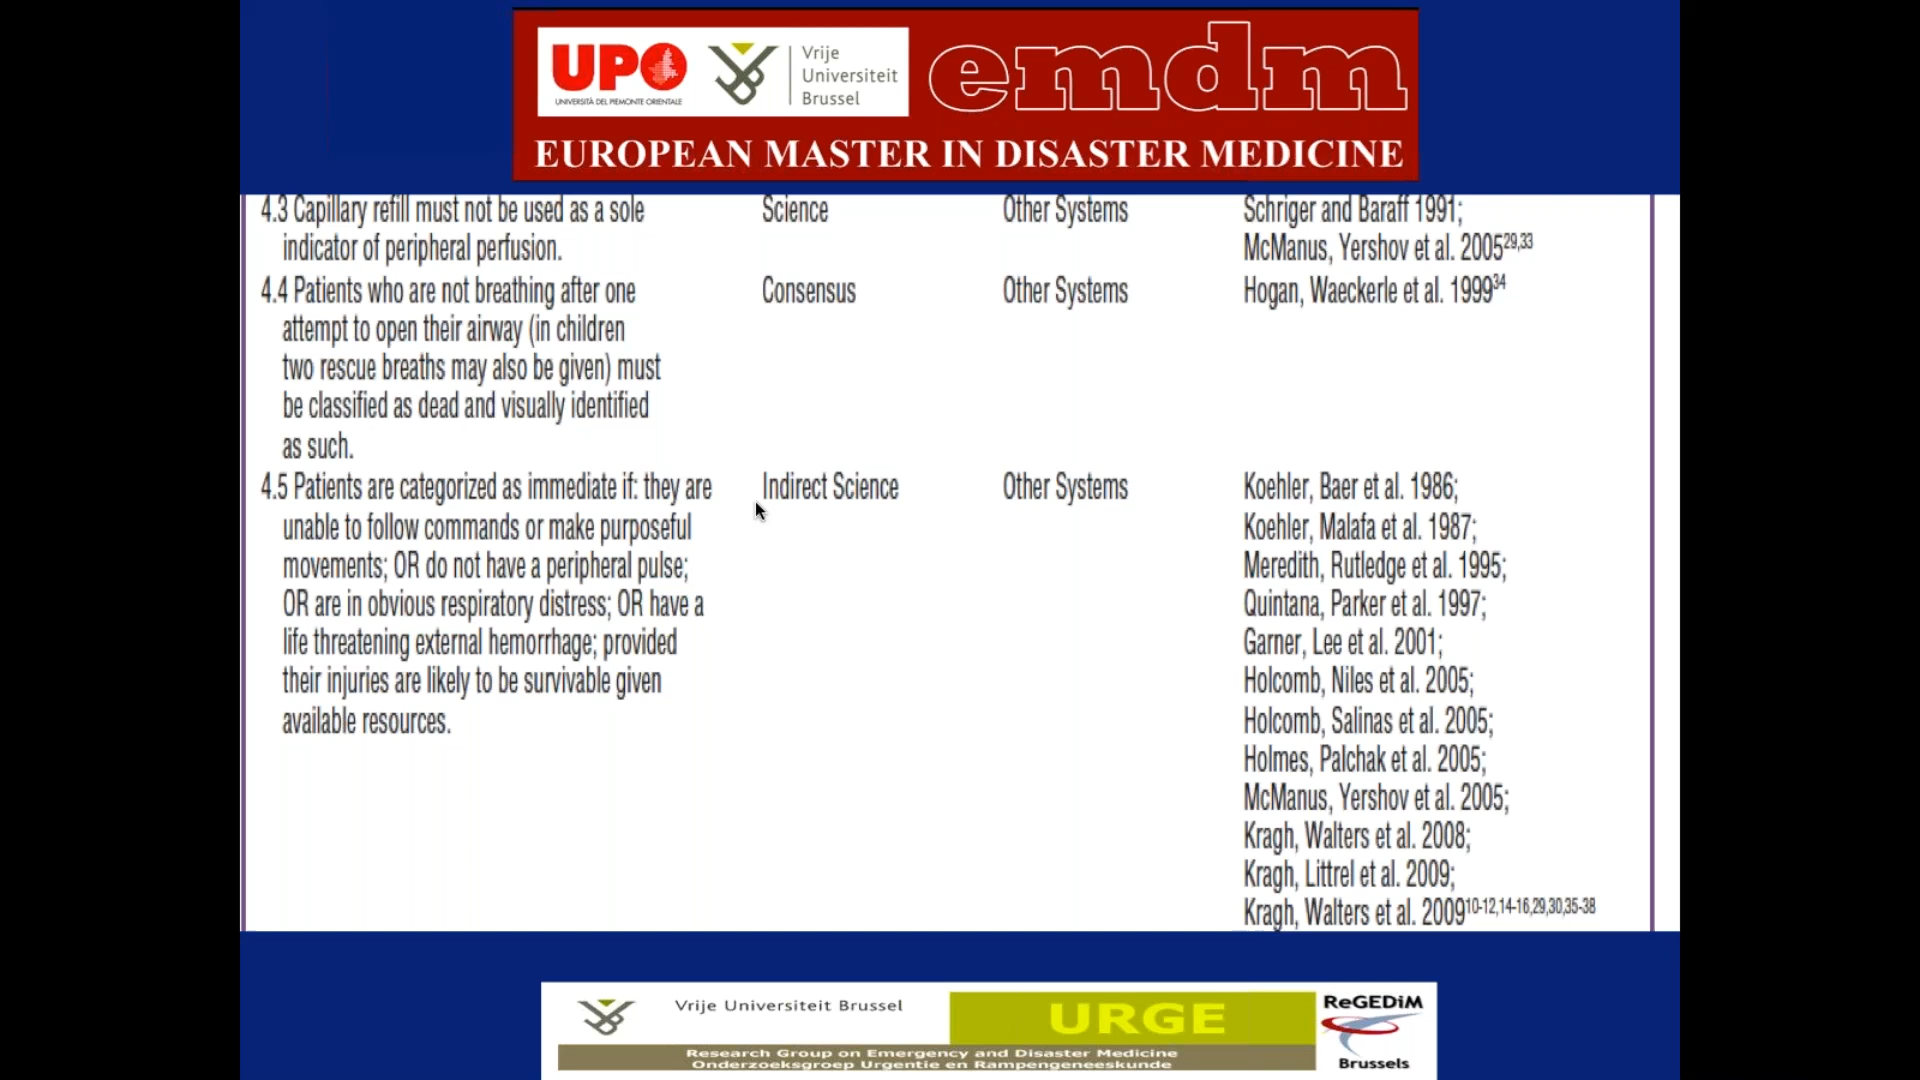 UPO
UNIVERSITÀ DEL PIEMONTE ORIENTALE
Vrije
Universiteit
Brussel
emdm
EUROPEAN MASTER IN DISASTER MEDICINE
4.3 Capillary refill must not be used as a sole Science Other Systems Schriger and Baraff 1991;
indicator of peripheral perfusion. McManus, Yershov et al. 200529,33
4.4 Patients who are not breathing after one Consensus Other Systems Hogan, Waeckerle et al. 199934
attempt to open their airway (in children
two rescue breaths may also be given) must
be classified as dead and visually identified
as such.
4.5 Patients are categorized as immediate if: they are Indirect Science Other Systems Koehler, Baer et al. 1986;
unable to follow commands or make purposeful Koehler, Malafa et al. 1987;
movements; OR do not have a peripheral pulse; Meredith, Rutledge et al. 1995;
OR are in obvious respiratory distress; OR have a Quintana, Parker et al. 1997;
life threatening external hemorrhage; provided Garner, Lee et al. 2001;
their injuries are likely to be survivable given Holcomb, Niles et al. 2005;
available resources. Holcomb, Salinas et al. 2005;
Holmes, Palchak et al. 2005;
McManus, Yershov et al. 2005;
Kragh, Walters et al. 2008;
Kragh, Littrel et al. 2009;
Kragh, Walters et al. 200910-12,14-16,29,30,35-38
Vrije Universiteit Brussel
URGE
Research Group on Emergency and Disaster Medicine
Onderzoeksgroep Urgentie en Rampengeneeskunde
ReGEDiM
Brussels